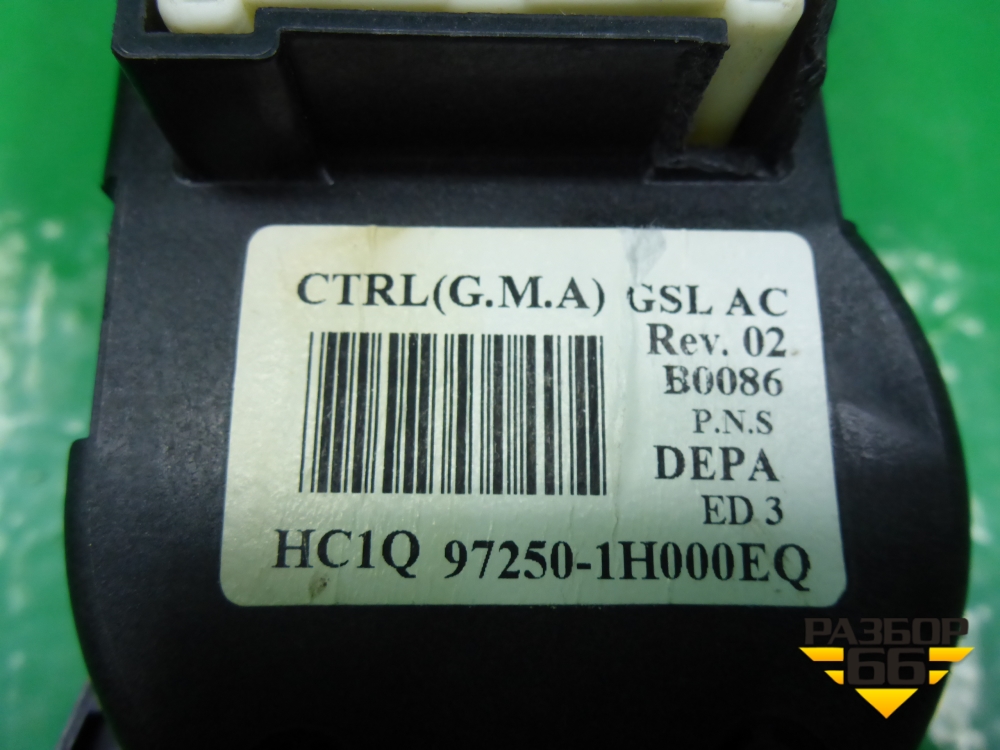 CTRL(G.M.A) GSL AC
Rev. 02
B0086
P.N.S
DEPA
ED 3
HC1Q 97250-1H000EQ
РАЗБОР
66